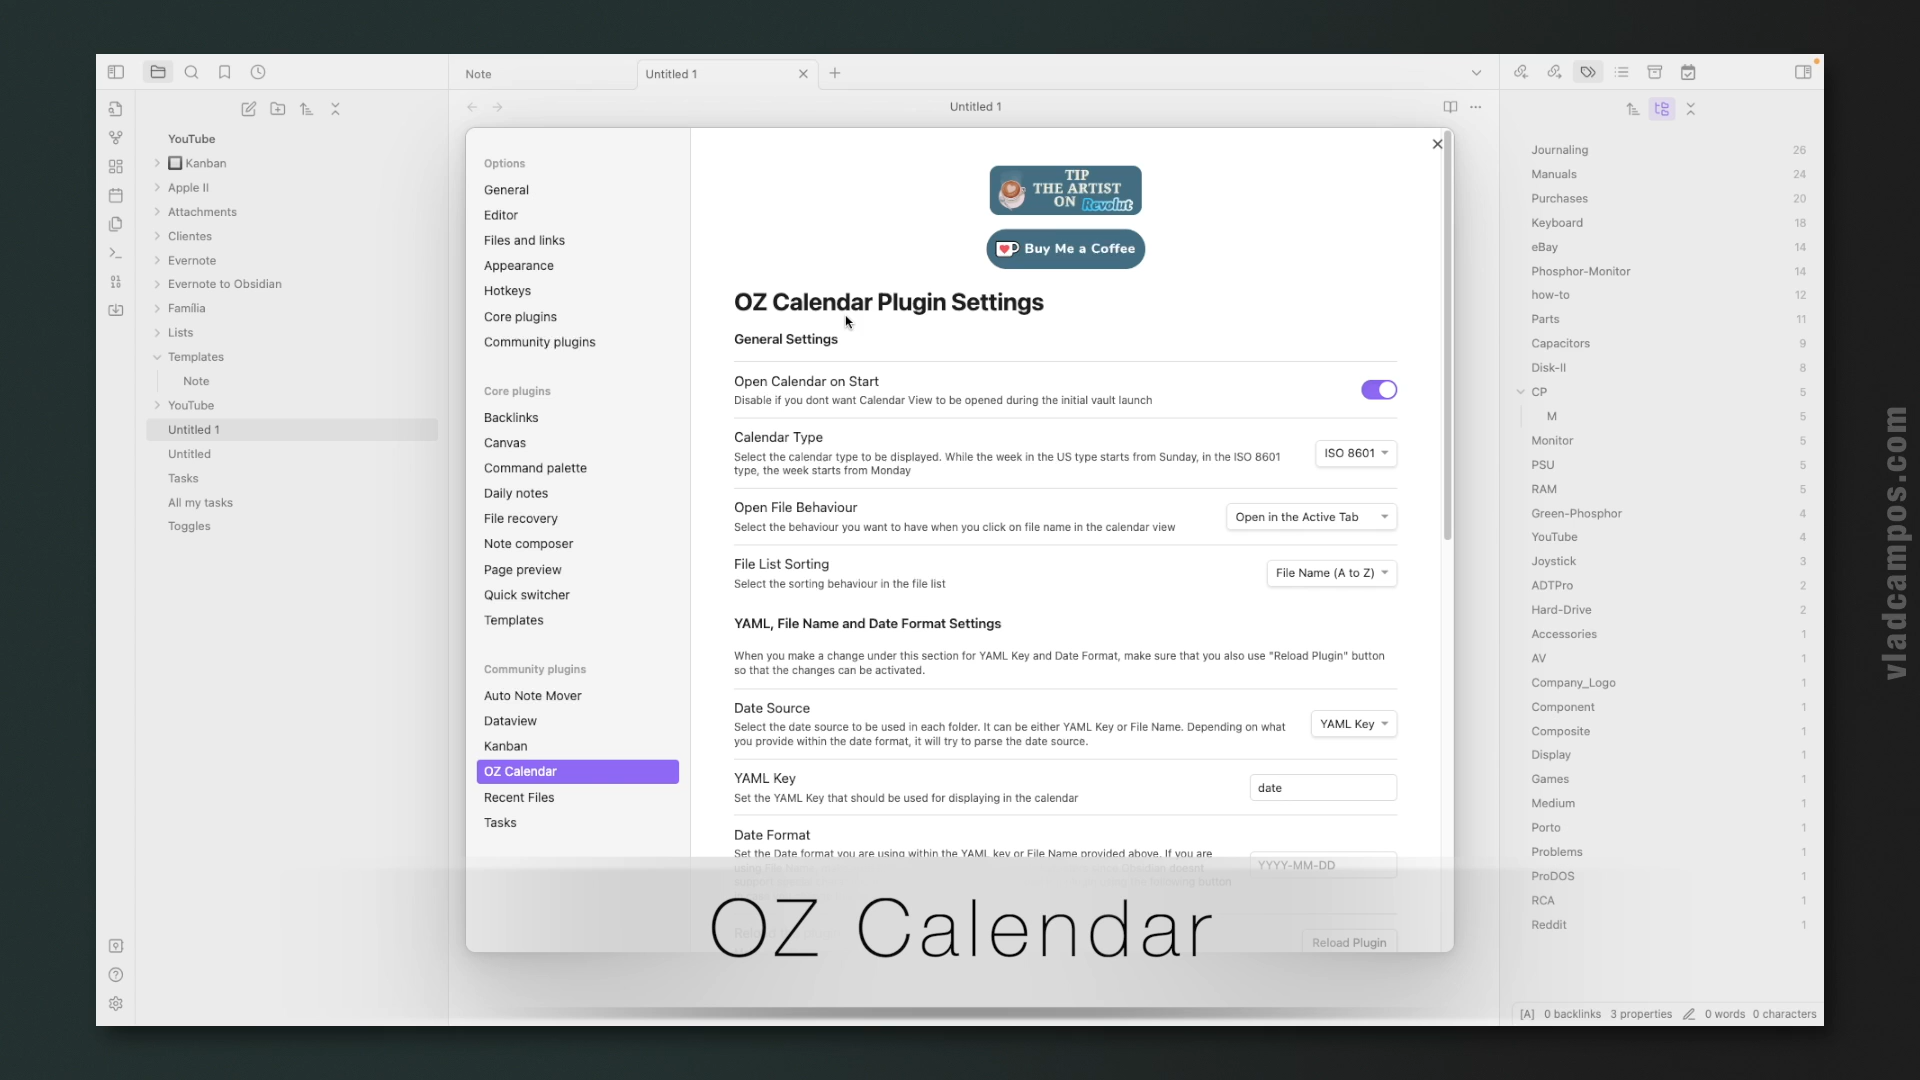 Note
Untitled 1
Untitled 1
YouTube
Kanban
Apple II
Attachments
Clientes
Evernote
Evernote to Obsidian
Família
Lists
Templates
Note
YouTube
Untitled 1
Untitled
Tasks
All my tasks
Toggles
Options
General
Editor
Files and links
Appearance
Hotkeys
Core plugins
Community plugins
Core plugins
Backlinks
Canvas
Command palette
Daily notes
File recovery
Note composer
Page preview
Quick switcher
Templates
Community plugins
Auto Note Mover
Dataview
Kanban
OZ Calendar
Recent Files
Tasks
TIP
THE ARTIST
ON Revolut
Buy Me a Coffee
OZ Calendar Plugin Settings
General Settings
Open Calendar on Start
Disable if you dont want Calendar View to be opened during the initial vault launch
Calendar Type
Select the calendar type to be displayed. While the week in the US type starts from Sunday, in the ISO 8601
type, the week starts from Monday
ISO 8601
Open File Behaviour
Select the behaviour you want to have when you click on file name in the calendar view
Open in the Active Tab
File List Sorting
Select the sorting behaviour in the file list
File Name (A to Z)
YAML, File Name and Date Format Settings
When you make a change under this section for YAML Key and Date Format, make sure that you also use "Reload Plugin" button
so that the changes can be activated.
Date Source
Select the date source to be used in each folder. It can be either YAML Key or File Name. Depending on what
you provide within the date format, it will try to parse the date source.
YAML Key
YAML Key
Set the YAML Key that should be used for displaying in the calendar
date
Date Format
Set the Date format you are using within the YAML key or File Name provided above. If you are
YYYY-MM-DD
Reload Plugin
OZ Calendar
Journaling 26
Manuals 24
Purchases 20
Keyboard 18
eBay 14
Phosphor-Monitor 14
how-to 12
Parts 11
Capacitors 9
Disk-II 8
CP 5
M 5
Monitor 5
PSU 5
RAM 5
Green-Phosphor 4
YouTube 4
Joystick 3
ADTPro 2
Hard-Drive 2
Accessories 1
AV 1
Company_Logo 1
Component 1
Composite 1
Display 1
Games 1
Medium 1
Porto 1
Problems 1
ProDOS 1
RCA 1
Reddit 1
[A] 0 backlinks 3 properties 0 words 0 characters
vladcampos.com